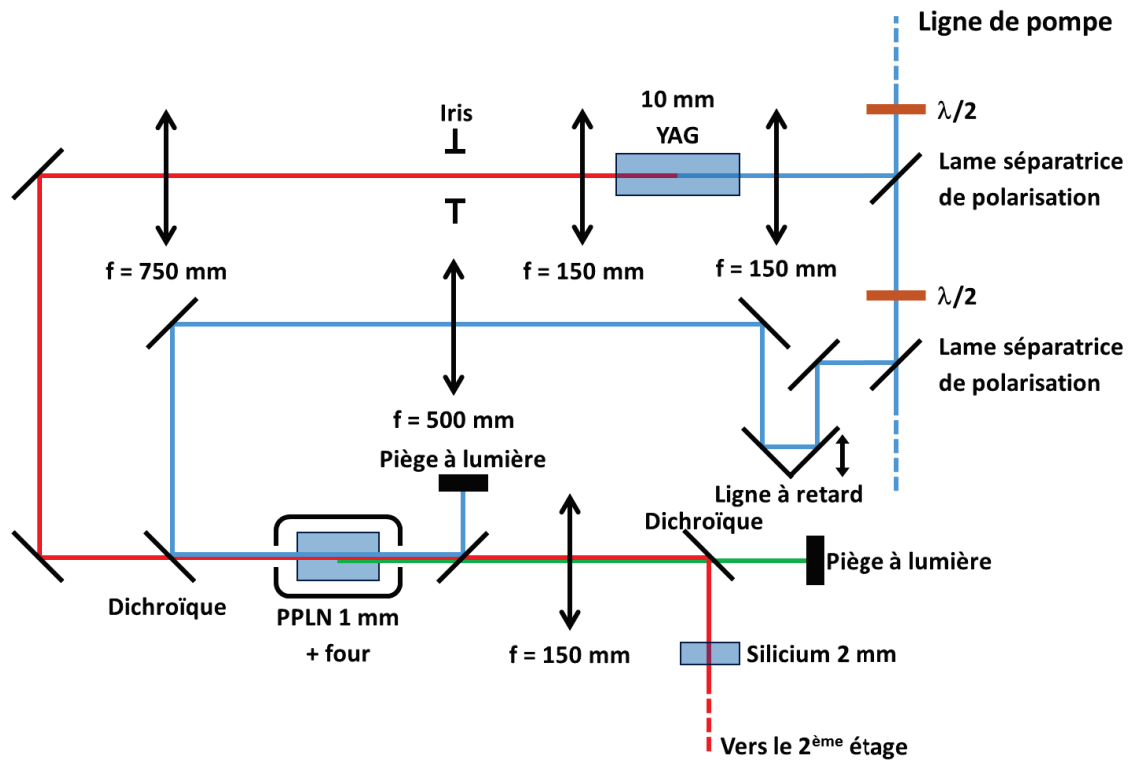 Ligne de pompe
λ/2
10 mm
YAG
Iris
Lame séparatrice
de polarisation
f = 750 mm
f = 150 mm
f = 150 mm
λ/2
Lame séparatrice
de polarisation
f = 500 mm
Piège à lumière
Ligne à retard
Dichroïque
Piège à lumière
Dichroïque
PPLN 1 mm
+ four
f = 150 mm
Silicium 2 mm
Vers le 2ème étage